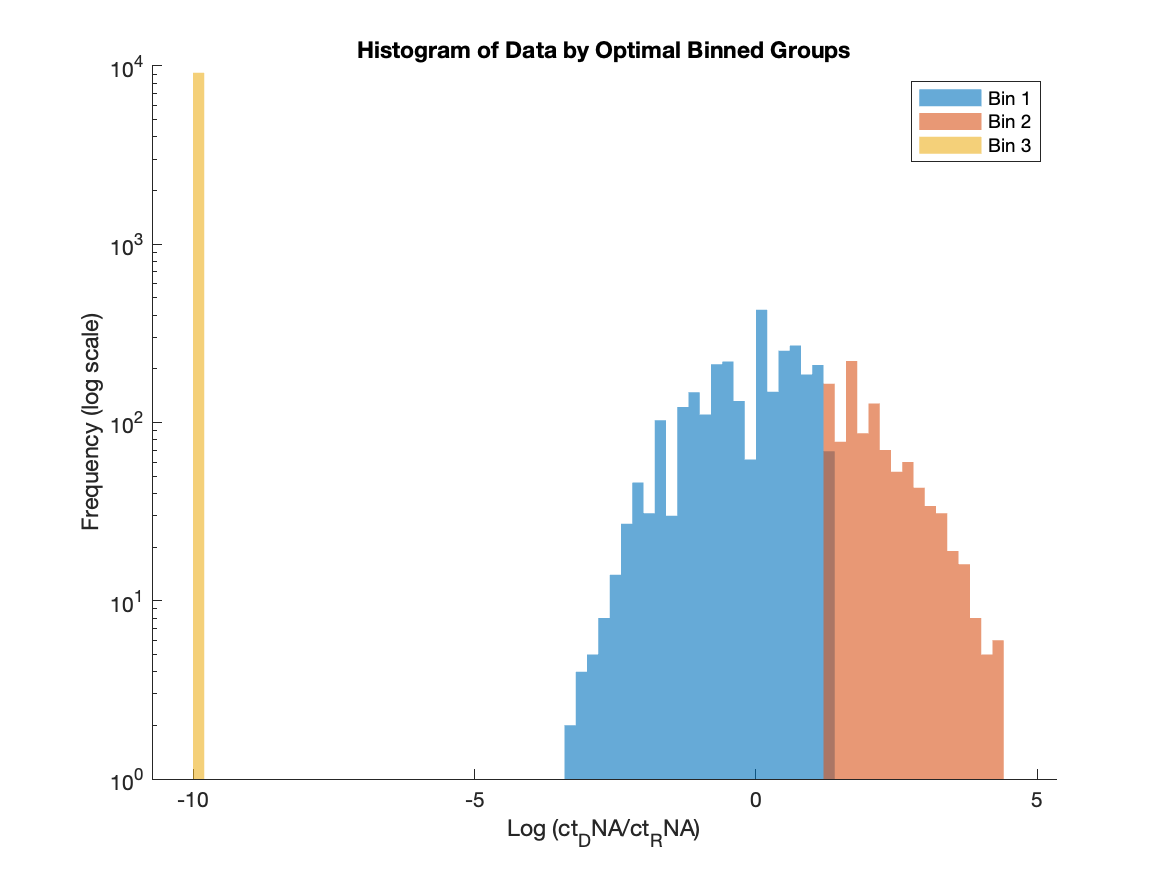 Histogram of Data by Optimal Binned Groups
10^4
10^3
10^2
10^1
10^0
Frequency (log scale)
Bin 1
Bin 2
Bin 3
-10
-5
0
5
Log (ct_DNA/ct_RNA)